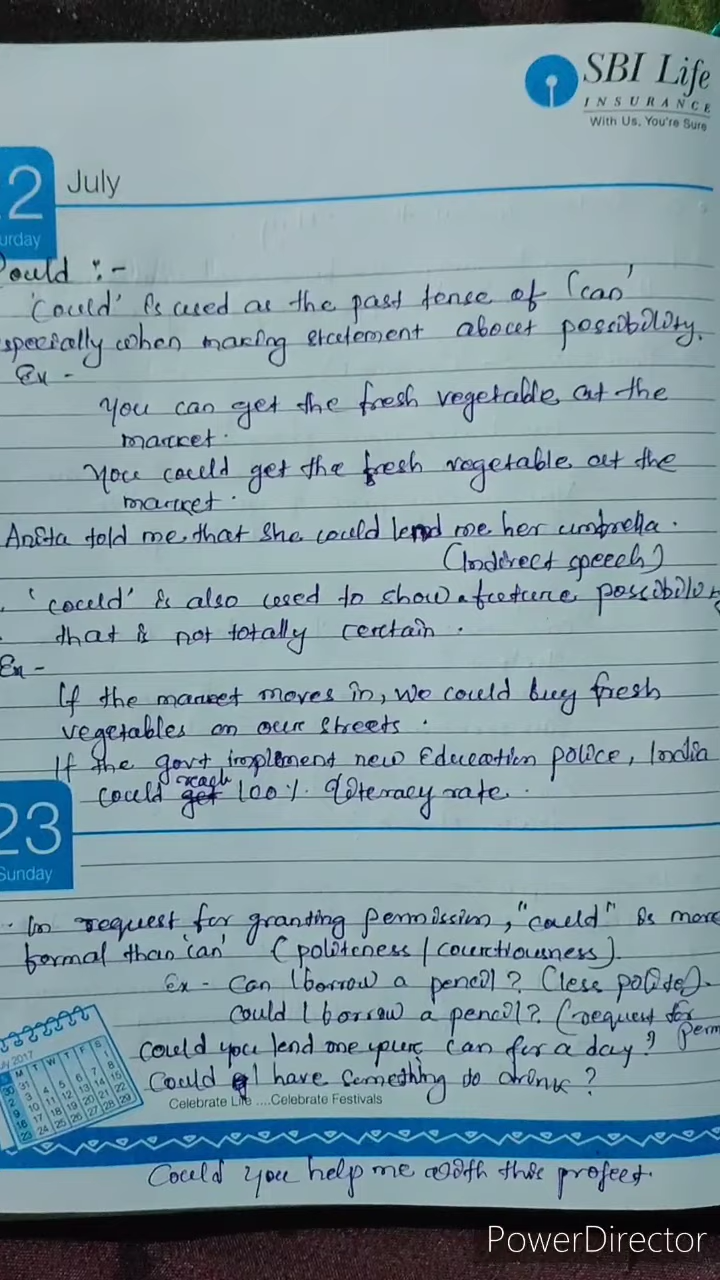 SBI Life
INSURANCE
With Us, You're Sure
2 July
urday
Could :-
'Could' is used as the past tense of 'can'
specially when making statement about possibility.
Ex -
You can get the fresh vegetable at the
market.
You could get the fresh vegetable at the
market.
Anita told me that she could lend me her umbrella.
(Indirect speech)
'could' is also used to show a future possibility
that is not totally certain.
Ex -
If the market moves in, we could buy fresh
vegetables on our streets.
If the govt implement new Education police, India
could reach 100% literacy rate.
23
Sunday
In request for granting permission, "could" is more
formal than 'can' (politeness / courtiousness).
Ex - Can I borrow a pencil? (less polite).
Could I borrow a pencil? (request for
perm
Could you lend me your can for a day?
Could I have something to drink?
y 2017
Celebrate Life ....Celebrate Festivals
Could you help me with this project.
PowerDirector